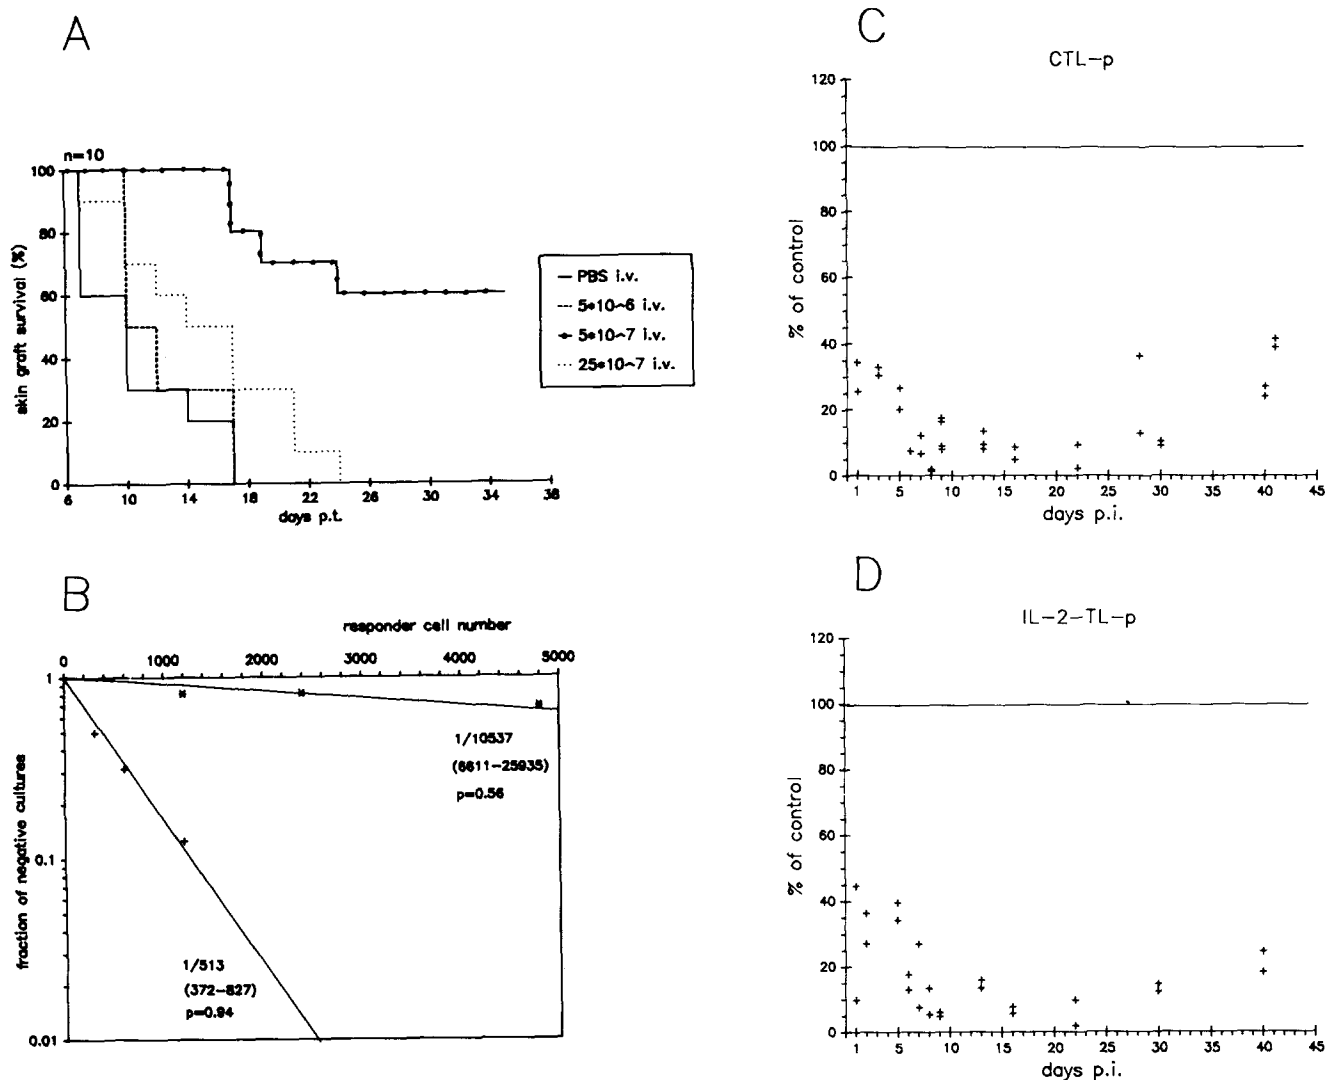 A
n=10
100
80
60
40
20
0
skin graft survival (%)
6 10 14 18 22 26 30 34 38
days p.t.
PBS i.v.
5*10^6 i.v.
5*10^7 i.v.
25*10^7 i.v.
B
responder cell number
0 1000 2000 3000 4000 5000
1
0.1
0.01
fraction of negative cultures
1/10537
(6611-25935)
p=0.56
1/513
(372-827)
p=0.94
C
CTL-p
120
100
80
60
40
20
0
% of control
1 5 10 15 20 25 30 35 40 45
days p.i.
D
IL-2-TL-p
120
100
80
60
40
20
0
% of control
1 5 10 15 20 25 30 35 40 45
days p.i.